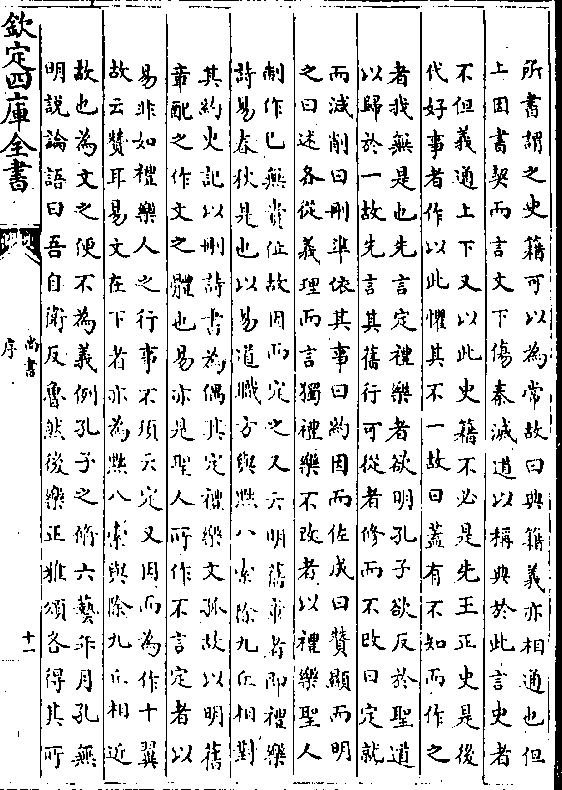 所書謂之史籍可以為常故曰典籍義亦相通也但
上因書契而言文下傷秦滅道以稱典於此言史者
不但義通上下又以此史籍不必是先王正史是後
代好事者作以此懼其不一故曰蓋有不知而作之
者我無是也先言定禮樂者欲明孔子欲反於聖道
以歸於一故先言其舊行可從者修而不改曰定就
而減削曰刪準依其事曰約因而佐成曰贊顯而明
之曰述各從義理而言獨禮樂不改者以禮樂聖人
制作已無貴位故因而定之又云明舊章者即禮樂
詩易春秋是也以易道職方與黜八索除九丘相對
其約史記以刪詩書為偶其定禮樂文孤故以明舊
章配之作文之體也易亦是聖人所作不言定者以
易非如禮樂人之行事不須云定又因而為作十翼
故云贊耳易文在下者亦為黜八索與除九丘相近
故也為文之便不為義例孔子之脩六藝年月孔無
明說論語曰吾自衛反魯然後樂正雅頌各得其所
欽定四庫全書
尚書
序
十一